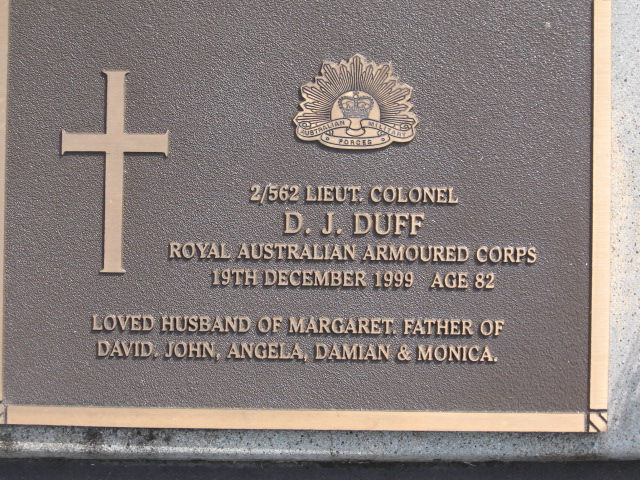 AUSTRALIAN MILITARY
FORCES
2/562 LIEUT. COLONEL
D. J. DUFF
ROYAL AUSTRALIAN ARMOURED CORPS
19TH DECEMBER 1999 AGE 82
LOVED HUSBAND OF MARGARET. FATHER OF
DAVID, JOHN, ANGELA, DAMIAN & MONICA.